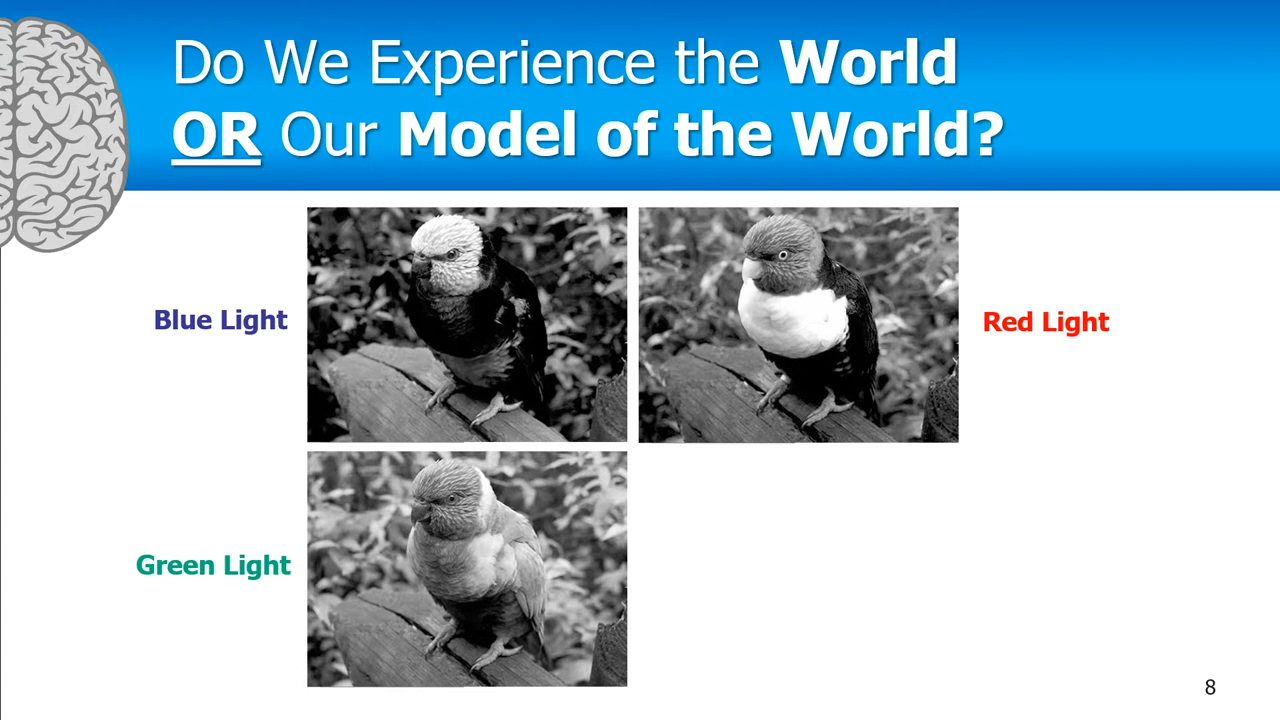 Do We Experience the World
OR Our Model of the World?
Blue Light
Red Light
Green Light
8